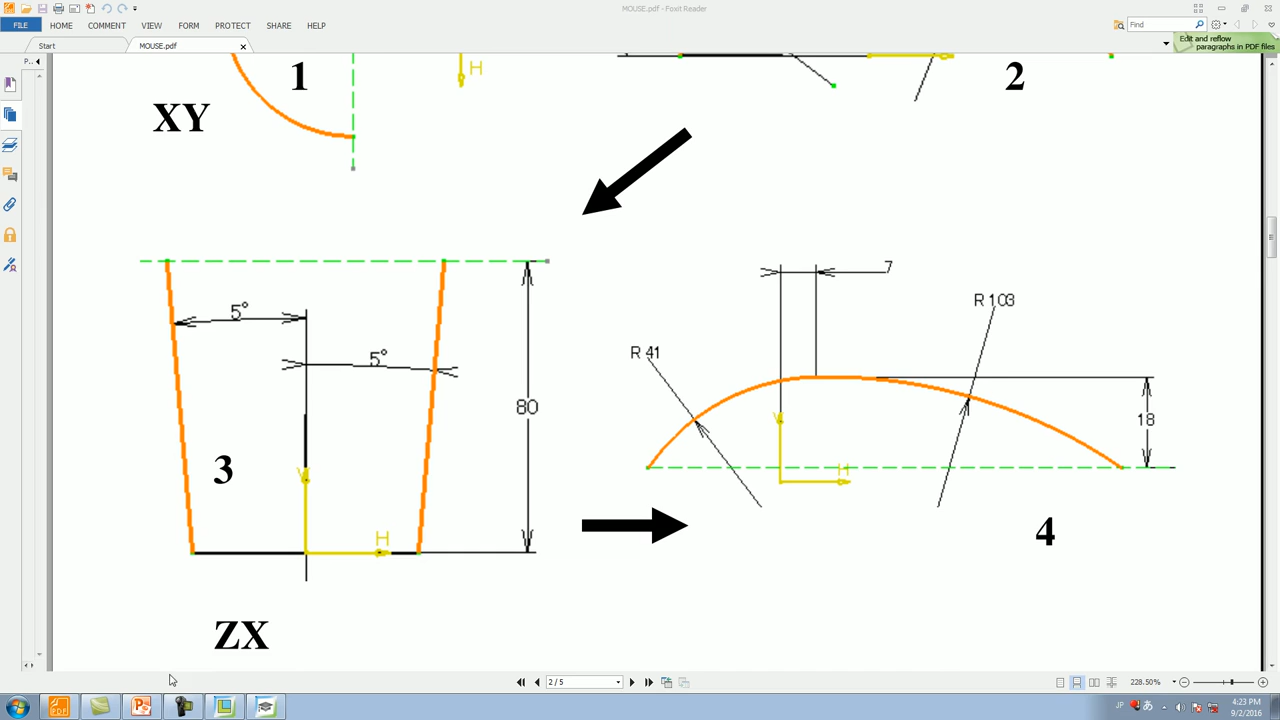 MOUSE.pdf - Foxit Reader
FILE HOME COMMENT VIEW FORM PROTECT SHARE HELP
Find
Start MOUSE.pdf
Edit and reflow
paragraphs in PDF files
P..
1
H
2
XY
7
5°
R 103
R 41
5°
80
18
V
3
V
H
H
4
ZX
2 / 5
228.50%
JP あ
4:23 PM
9/2/2016
PDF